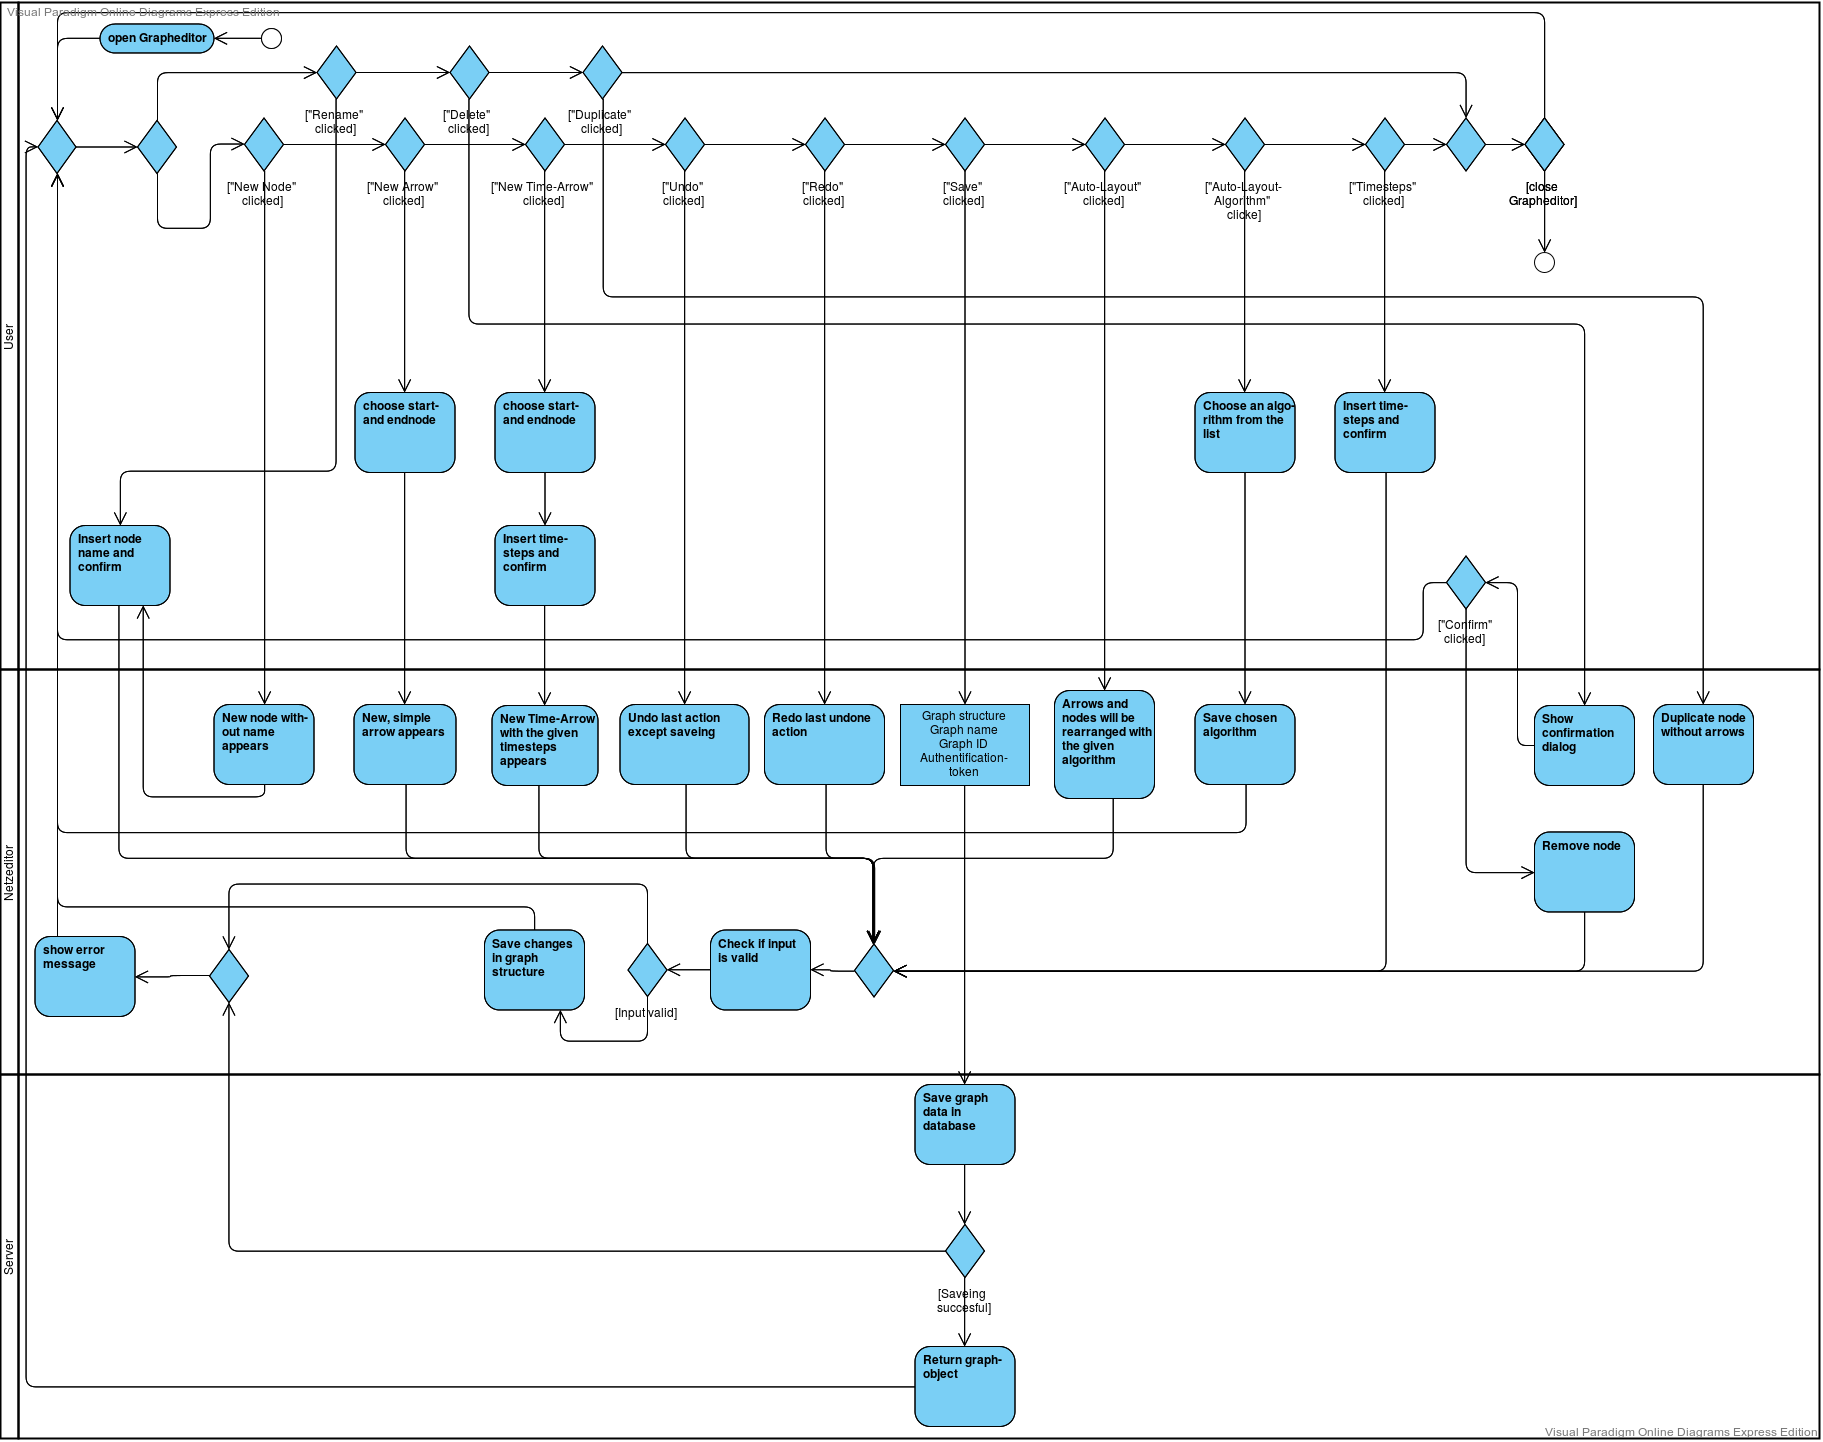 Visual Paradigm Online Diagrams Express Edition
open Grapheditor
["Rename"
clicked]
["Delete"
clicked]
["Duplicate"
clicked]
["New Node"
clicked]
["New Arrow"
clicked]
["New Time-Arrow"
clicked]
["Undo"
clicked]
["Redo"
clicked]
["Save"
clicked]
["Auto-Layout"
clicked]
["Auto-Layout-
Algorithm"
clicke]
["Timesteps"
clicked]
[close
Grapheditor]
User
choose start-
and endnode
choose start-
and endnode
Choose an algo-
rithm from the
list
Insert time-
steps and
confirm
Insert node
name and
confirm
Insert time-
steps and
confirm
["Confirm"
clicked]
Netzeditor
New node with-
out name
appears
New, simple
arrow appears
New Time-Arrow
with the given
timesteps
appears
Undo last action
except saveing
Redo last undone
action
Graph structure
Graph name
Graph ID
Authentification-
token
Arrows and
nodes will be
rearranged with
the given
algorithm
Save chosen
algorithm
Show
confirmation
dialog
Duplicate node
without arrows
Remove node
show error
message
Save changes
in graph
structure
[Input valid]
Check if input
is valid
Server
Save graph
data in
database
[Saveing
succesful]
Return graph-
object
Visual Paradigm Online Diagrams Express Edition